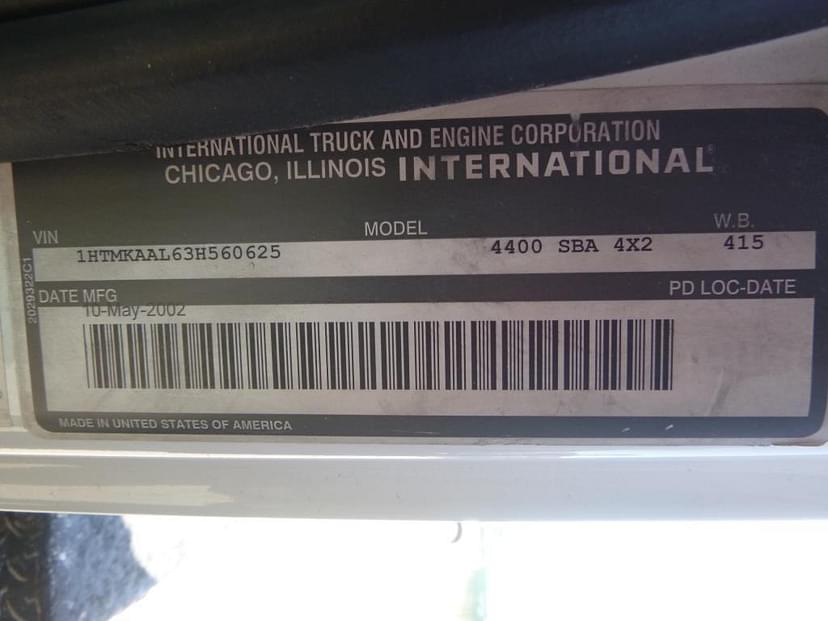 INTERNATIONAL TRUCK AND ENGINE CORPORATION
CHICAGO, ILLINOIS INTERNATIONAL®
VIN MODEL W.B.
1HTMKAAL63H560625 4400 SBA 4X2 415
DATE MFG PD LOC-DATE
10-May-2002
MADE IN UNITED STATES OF AMERICA
2029322C1